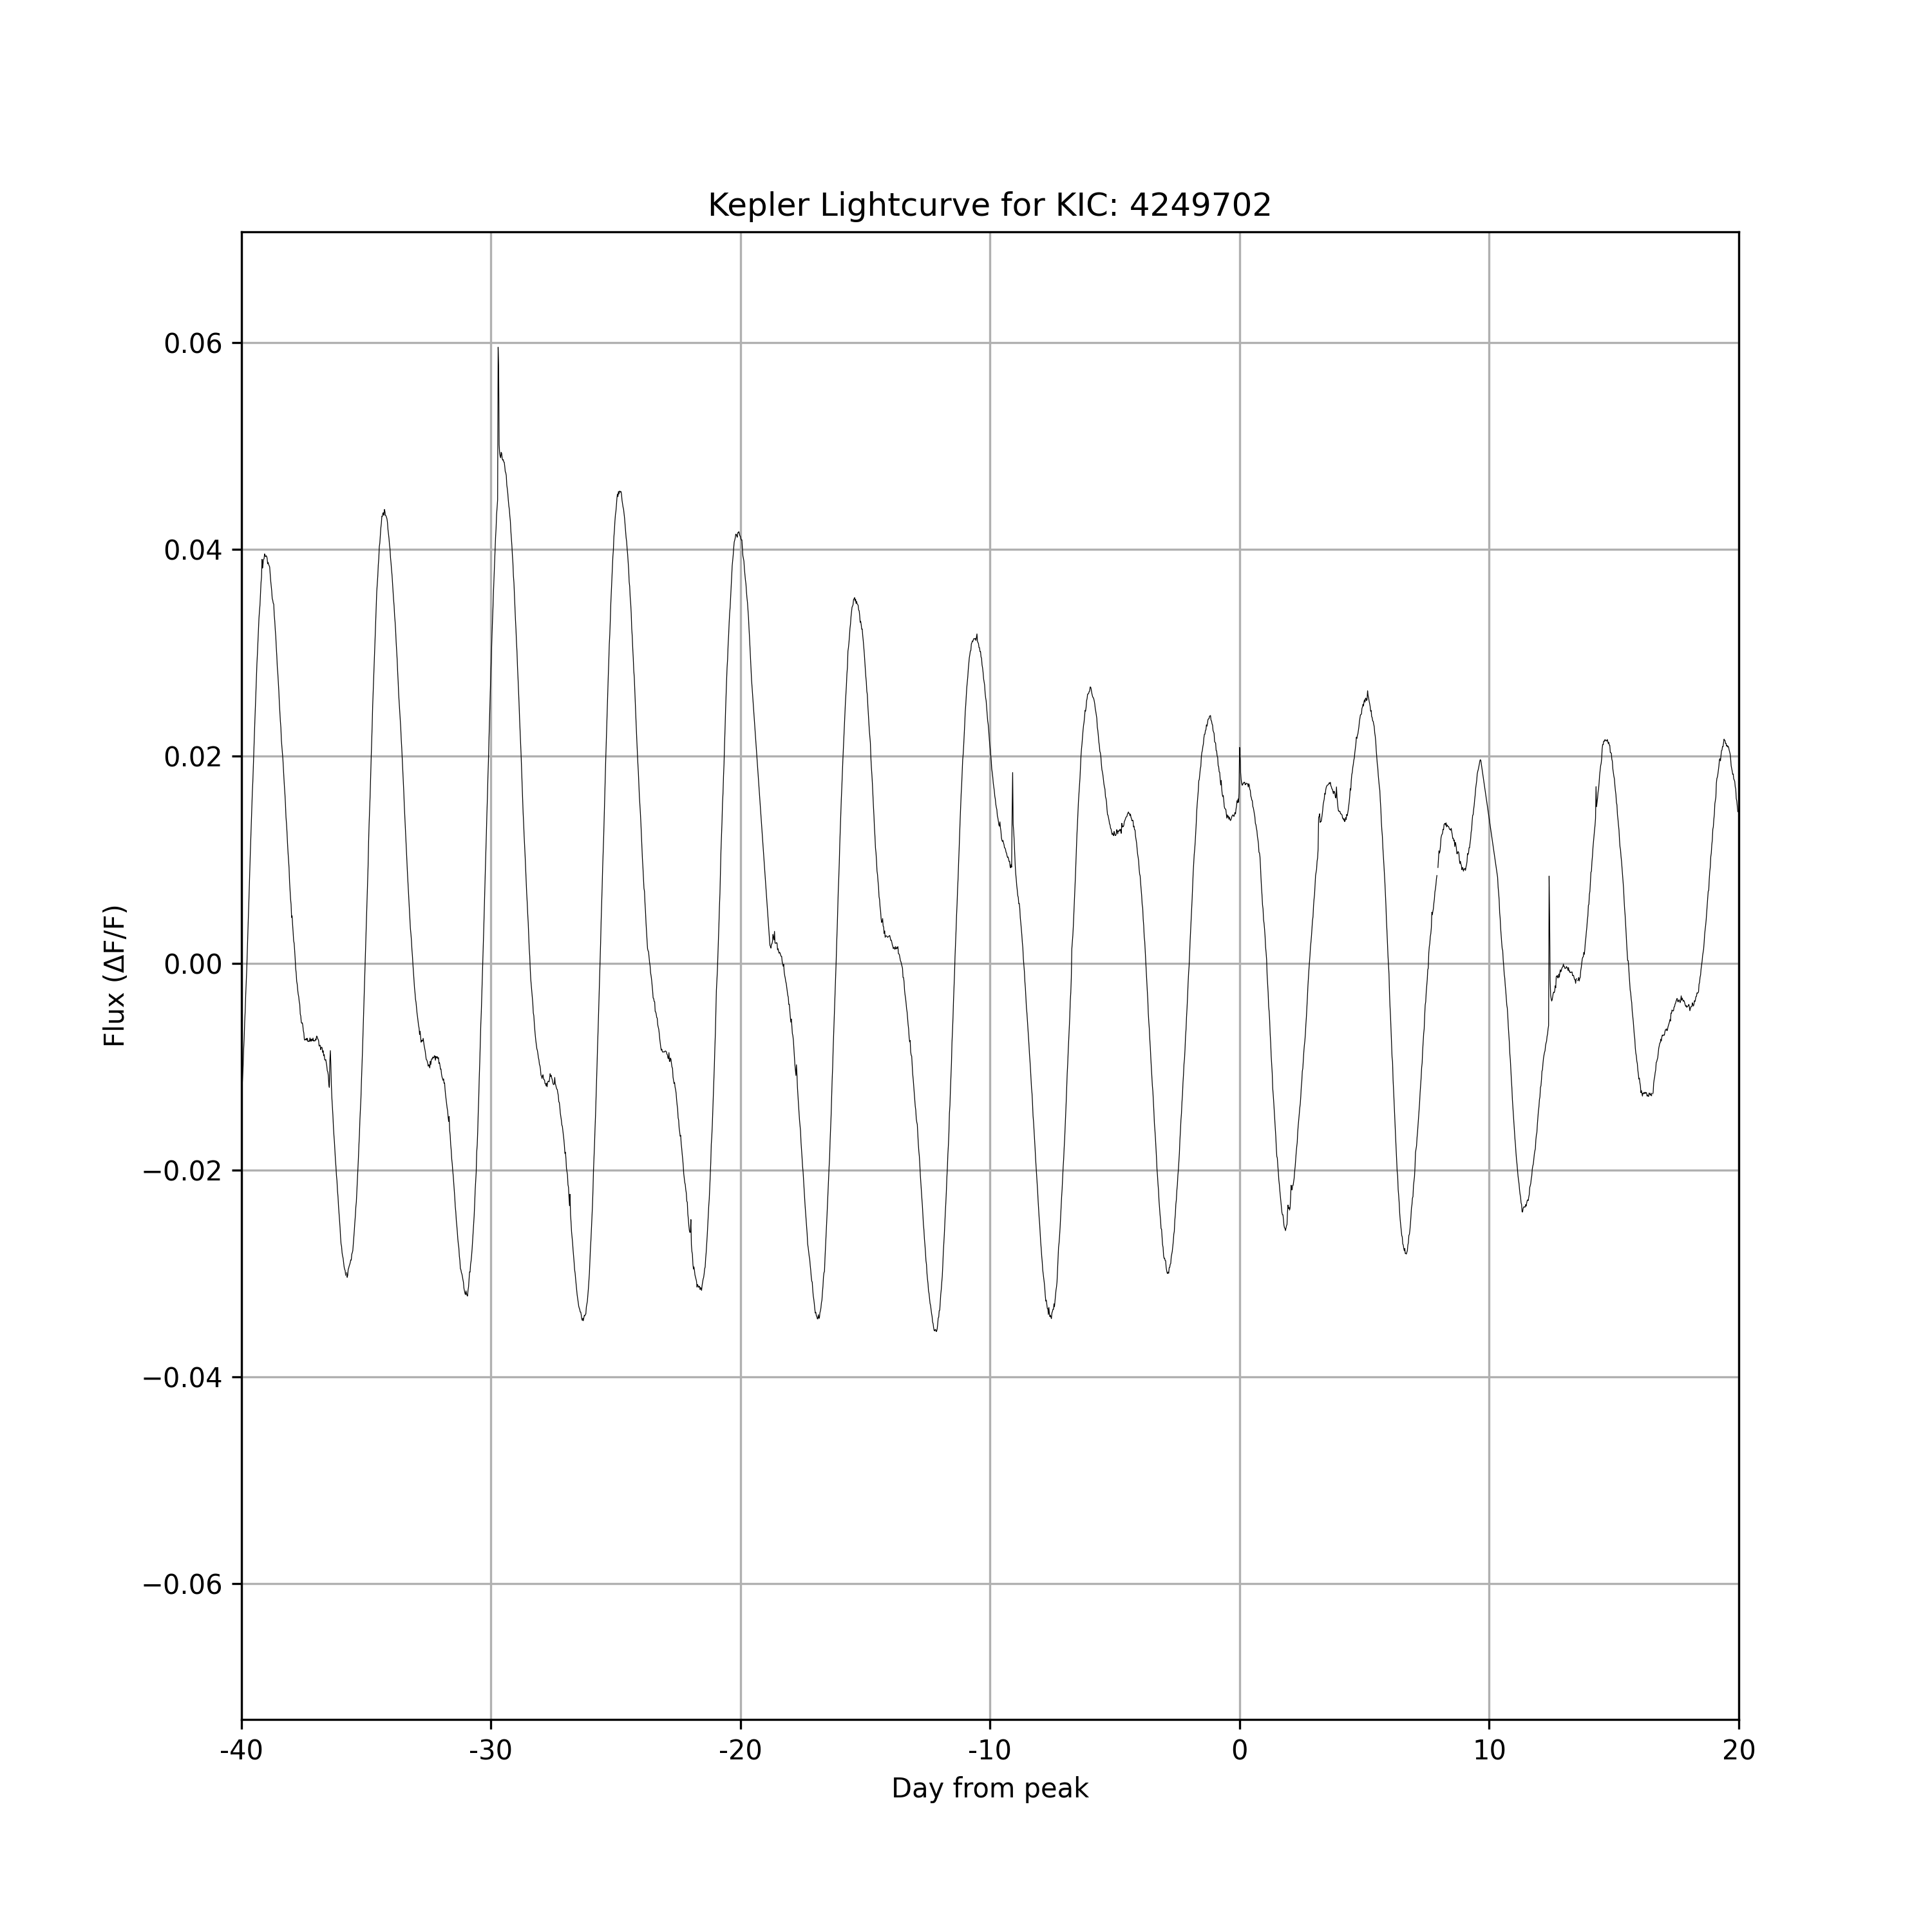 Kepler Lightcurve for KIC: 4249702
0.06
0.04
0.02
0.00
−0.02
−0.04
−0.06
Flux (ΔF/F)
-40 -30 -20 -10 0 10 20
Day from peak